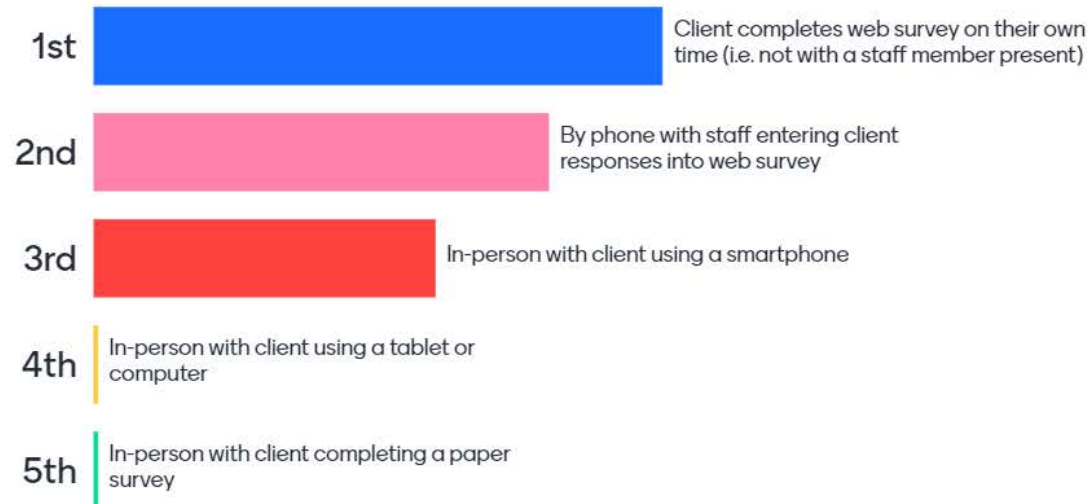 1st
Client completes web survey on their own
time (i.e. not with a staff member present)
2nd
By phone with staff entering client
responses into web survey
3rd
In-person with client using a smartphone
4th
In-person with client using a tablet or
computer
5th
In-person with client completing a paper
survey